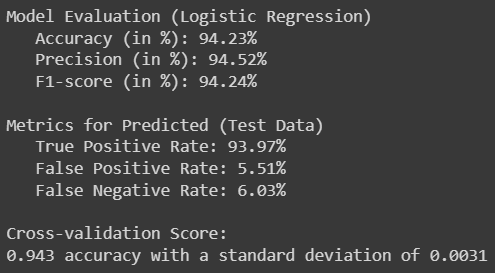 Model Evaluation (Logistic Regression)
Accuracy (in %): 94.23%
Precision (in %): 94.52%
F1-score (in %): 94.24%
Metrics for Predicted (Test Data)
True Positive Rate: 93.97%
False Positive Rate: 5.51%
False Negative Rate: 6.03%
Cross-validation Score:
0.943 accuracy with a standard deviation of 0.0031